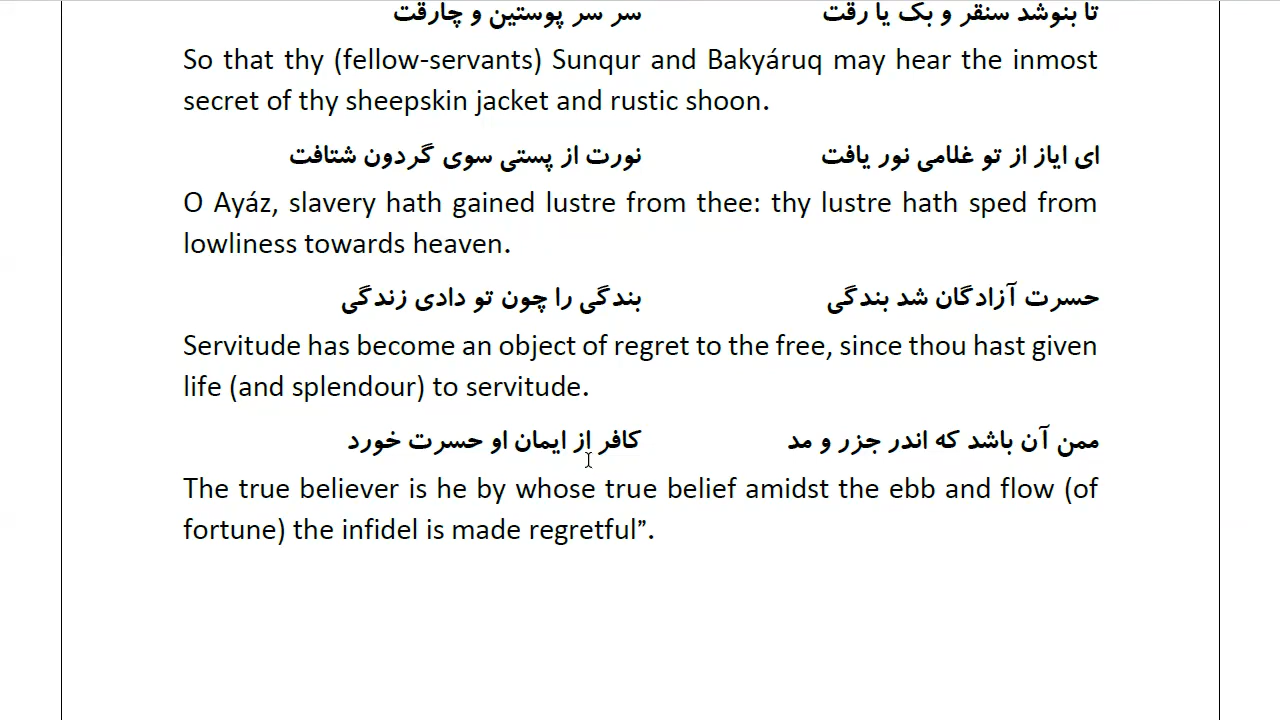 تا بنوشد سنقر و بک یا رقت سر سر پوستین و چارقت
So that thy (fellow-servants) Sunqur and Bakyáruq may hear the inmost
secret of thy sheepskin jacket and rustic shoon.
ای ایاز از تو غلامی نور یافت نورت از پستی سوی گردون شتافت
O Ayáz, slavery hath gained lustre from thee: thy lustre hath sped from
lowliness towards heaven.
حسرت آزادگان شد بندگی بندگی را چون تو دادی زندگی
Servitude has become an object of regret to the free, since thou hast given
life (and splendour) to servitude.
ممن آن باشد که اندر جزر و مد کافر از ایمان او حسرت خورد
The true believer is he by whose true belief amidst the ebb and flow (of
fortune) the infidel is made regretful”.